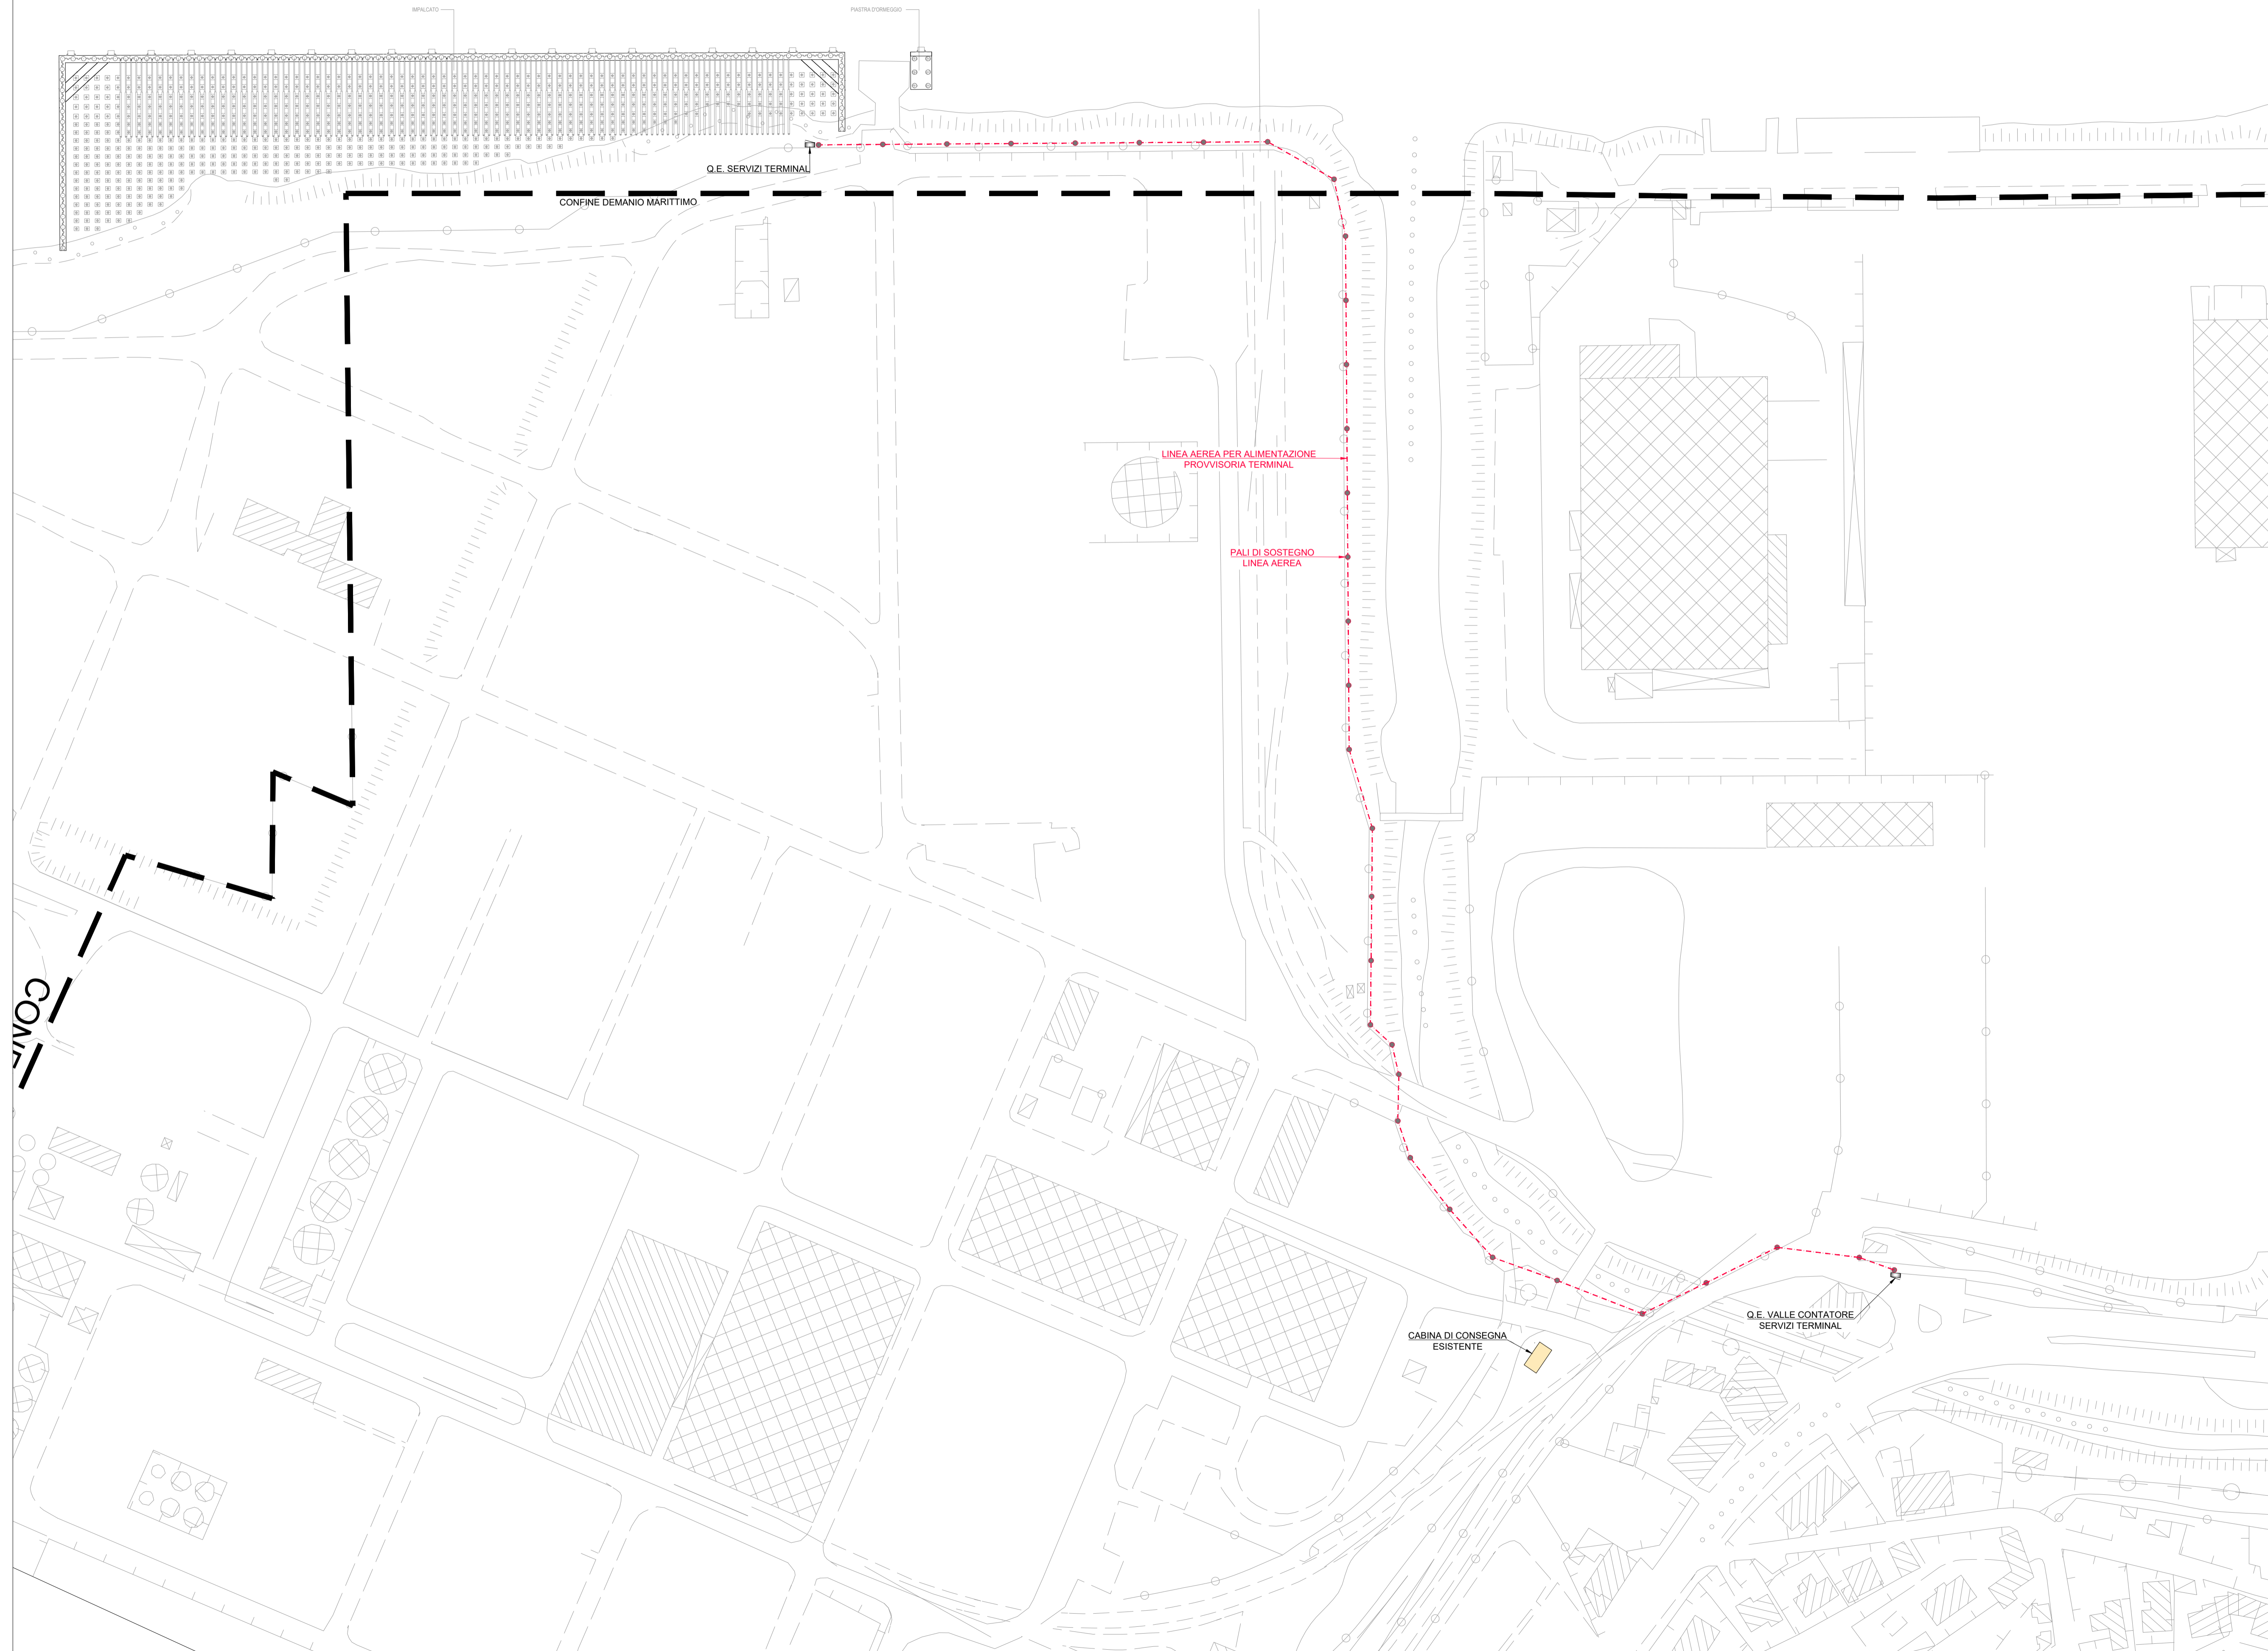 IMPALCATO
PIASTRA D'ORMEGGIO
Q.E. SERVIZI TERMINAL
CONFINE DEMANIO MARITTIMO
LINEA AEREA PER ALIMENTAZIONE
PROVVISORIA TERMINAL
PALI DI SOSTEGNO
LINEA AEREA
COMF
Q.E. VALLE CONTATORE
SERVIZI TERMINAL
CABINA DI CONSEGNA
ESISTENTE